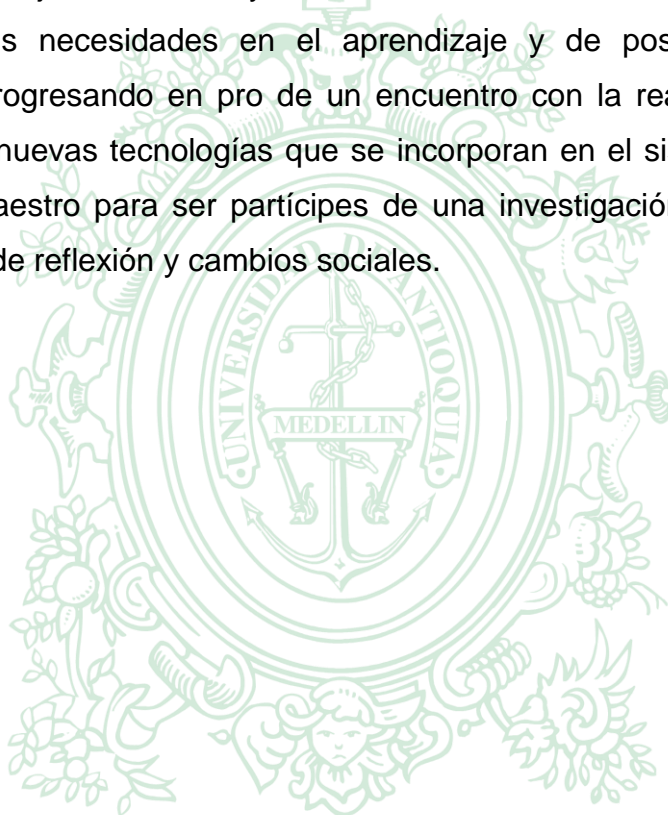 s necesidades en el aprendizaje y de pos
rogresando en pro de un encuentro con la rea
nuevas tecnologías que se incorporan en el si
aestro para ser partícipes de una investigación
de reflexión y cambios sociales.
UNIVERSIDAD DE ANTIOQUIA
MEDELLIN